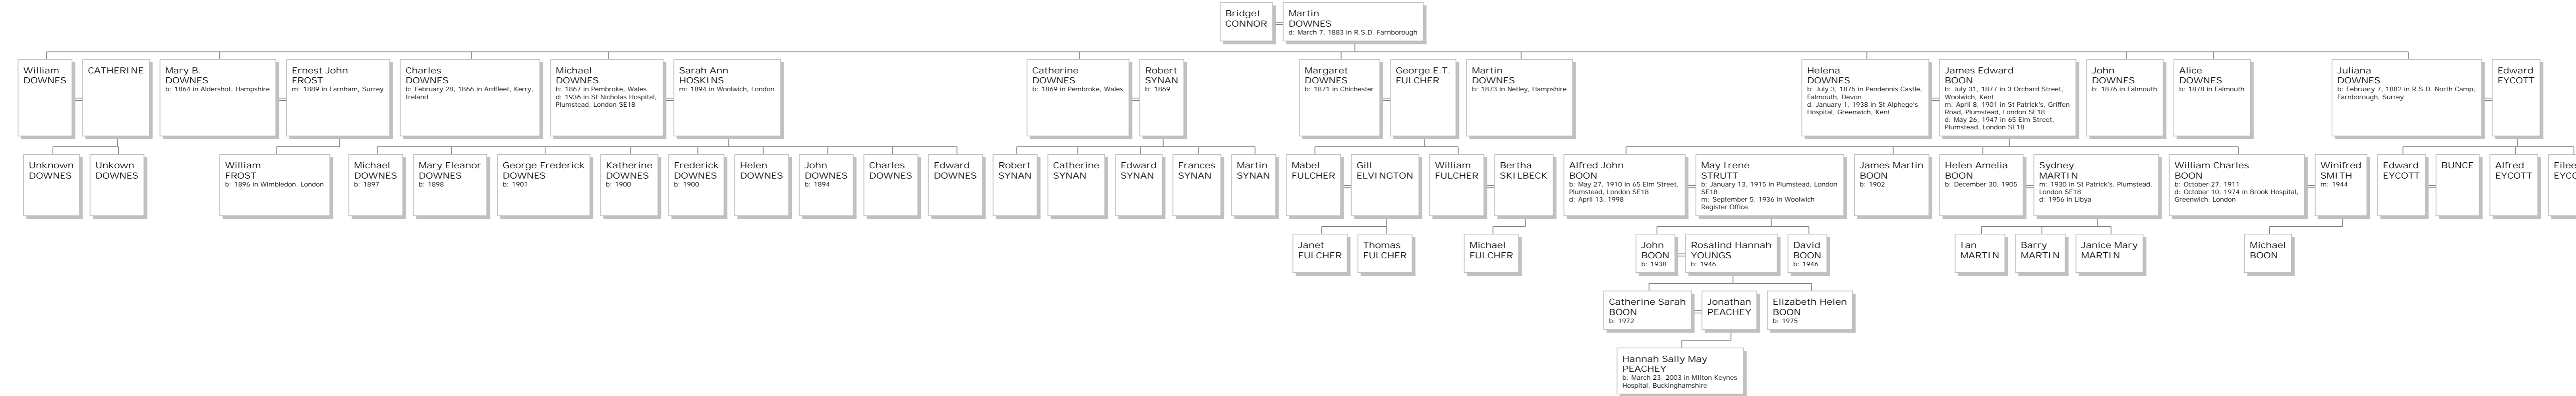 Bridget
CONNOR
Martin
DOWNES
d: March 7, 1883 in R.S.D. Farnborough
William
DOWNES
CATHERINE
Mary B.
DOWNES
b: 1864 in Aldershot, Hampshire
Ernest John
FROST
m: 1889 in Farnham, Surrey
Charles
DOWNES
b: February 28, 1866 in Ardfleet, Kerry,
Ireland
Michael
DOWNES
b: 1867 in Pembroke, Wales
d: 1936 in St Nicholas Hospital,
Plumstead, London SE18
Sarah Ann
HOSKINS
m: 1894 in Woolwich, London
Catherine
DOWNES
b: 1869 in Pembroke, Wales
Robert
SYNAN
b: 1869
Margaret
DOWNES
b: 1871 in Chichester
George E.T.
FULCHER
Martin
DOWNES
b: 1873 in Netley, Hampshire
Helena
DOWNES
b: July 3, 1875 in Pendennis Castle,
Falmouth, Devon
d: January 1, 1938 in St Alphege's
Hospital, Greenwich, Kent
James Edward
BOON
b: July 31, 1877 in 3 Orchard Street,
Woolwich, Kent
m: April 8, 1901 in St Patrick's, Griffen
Road, Plumstead, London SE18
d: May 26, 1947 in 65 Elm Street,
Plumstead, London SE18
John
DOWNES
b: 1876 in Falmouth
Alice
DOWNES
b: 1878 in Falmouth
Juliana
DOWNES
b: February 7, 1882 in R.S.D. North Camp,
Farnborough, Surrey
Edward
EYCOTT
Unknown
DOWNES
Unkown
DOWNES
William
FROST
b: 1896 in Wimbledon, London
Michael
DOWNES
b: 1897
Mary Eleanor
DOWNES
b: 1898
George Frederick
DOWNES
b: 1901
Katherine
DOWNES
b: 1900
Frederick
DOWNES
b: 1900
Helen
DOWNES
John
DOWNES
b: 1894
Charles
DOWNES
Edward
DOWNES
Robert
SYNAN
Catherine
SYNAN
Edward
SYNAN
Frances
SYNAN
Martin
SYNAN
Mabel
FULCHER
Gill
ELVINGTON
William
FULCHER
Bertha
SKILBECK
Alfred John
BOON
b: May 27, 1910 in 65 Elm Street,
Plumstead, London SE18
d: April 13, 1998
May Irene
STRUTT
b: January 13, 1915 in Plumstead, London
SE18
m: September 5, 1936 in Woolwich
Register Office
James Martin
BOON
b: 1902
Helen Amelia
BOON
b: December 30, 1905
Sydney
MARTIN
m: 1930 in St Patrick's, Plumstead,
London SE18
d: 1956 in Libya
William Charles
BOON
b: October 27, 1911
d: October 10, 1974 in Brook Hospital,
Greenwich, London
Winifred
SMITH
m: 1944
Edward
EYCOTT
BUNCE
Alfred
EYCOTT
Janet
FULCHER
Thomas
FULCHER
Michael
FULCHER
John
BOON
b: 1938
Rosalind Hannah
YOUNGS
b: 1946
David
BOON
b: 1946
Ian
MARTIN
Barry
MARTIN
Janice Mary
MARTIN
Michael
BOON
Catherine Sarah
BOON
b: 1972
Jonathan
PEACHEY
Elizabeth Helen
BOON
b: 1975
Hannah Sally May
PEACHEY
b: March 23, 2003 in Milton Keynes
Hospital, Buckinghamshire